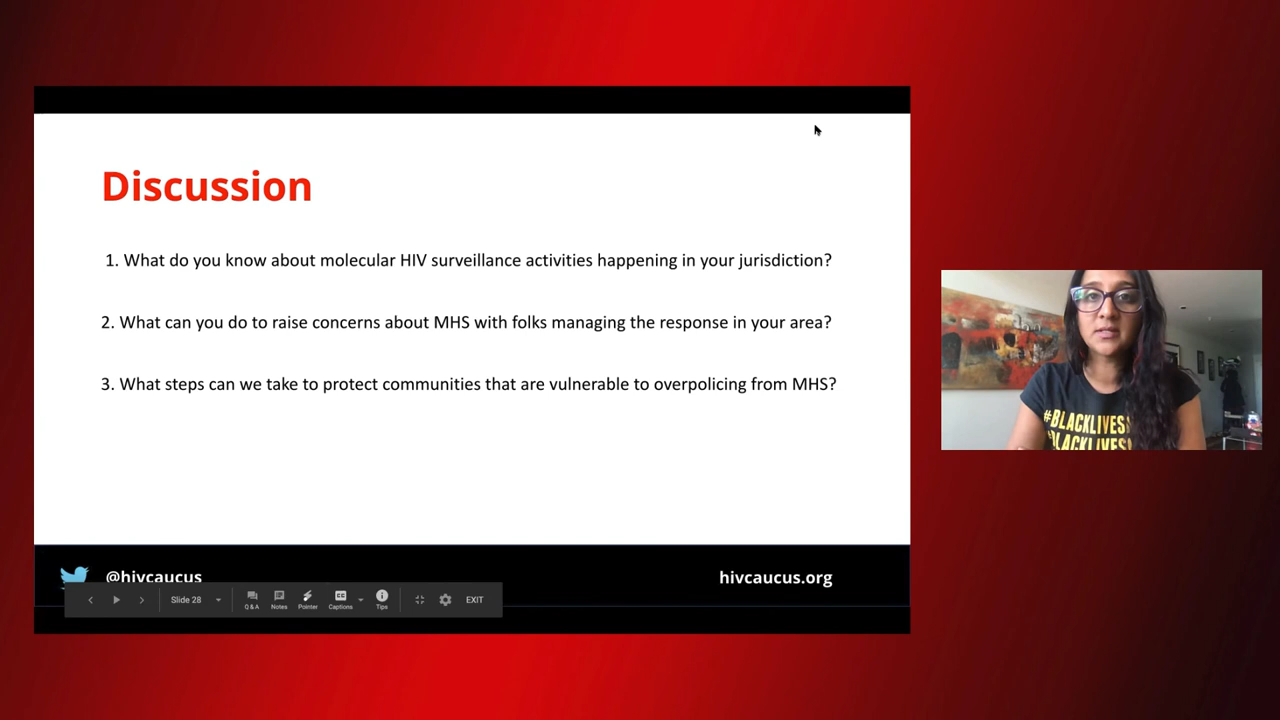 Discussion
1. What do you know about molecular HIV surveillance activities happening in your jurisdiction?
2. What can you do to raise concerns about MHS with folks managing the response in your area?
3. What steps can we take to protect communities that are vulnerable to overpolicing from MHS?
#BLACKLIVES
#BLACKLIVES
@hivcaucus
hivcaucus.org
Slide 28
Q & A
Notes
Pointer
CC
Captions
Tips
EXIT